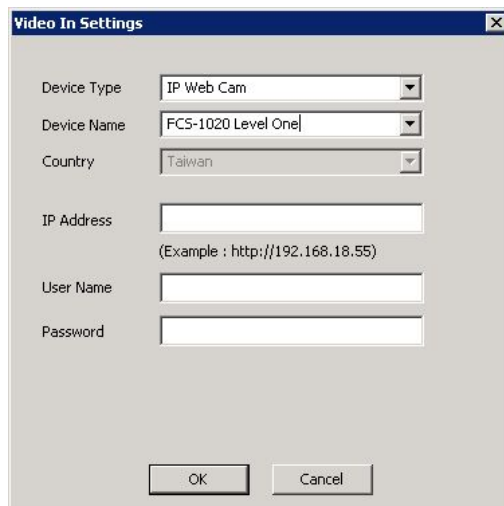 Video In Settings
Device Type IP Web Cam
Device Name FCS-1020 Level One
Country Taiwan
IP Address
(Example : http://192.168.18.55)
User Name
Password
OK Cancel